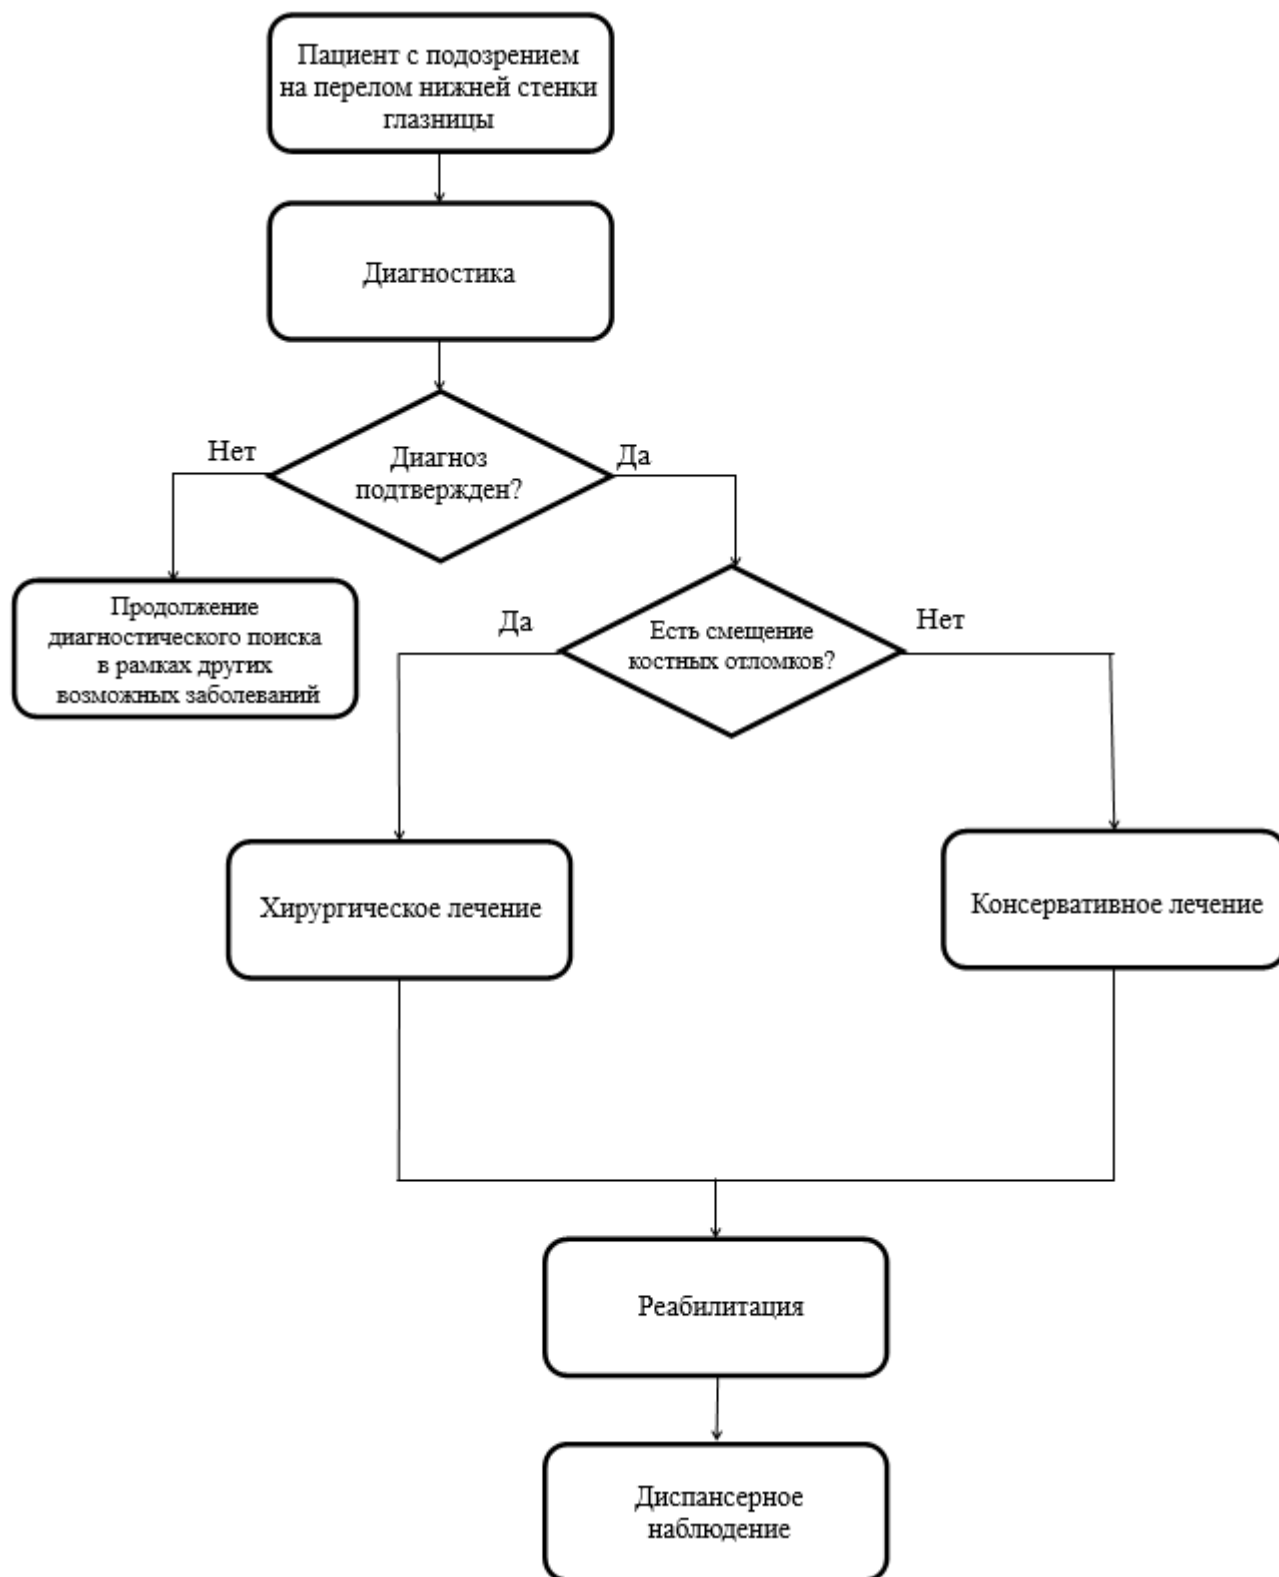 Пациент с подозрением
на перелом нижней стенки
глазницы
Диагностика
Нет
Диагноз
подтвержден?
Да
Продолжение
диагностического поиска
в рамках других
возможных заболеваний
Да
Есть смещение
костных отломков?
Нет
Хирургическое лечение
Консервативное лечение
Реабилитация
Диспансерное
наблюдение